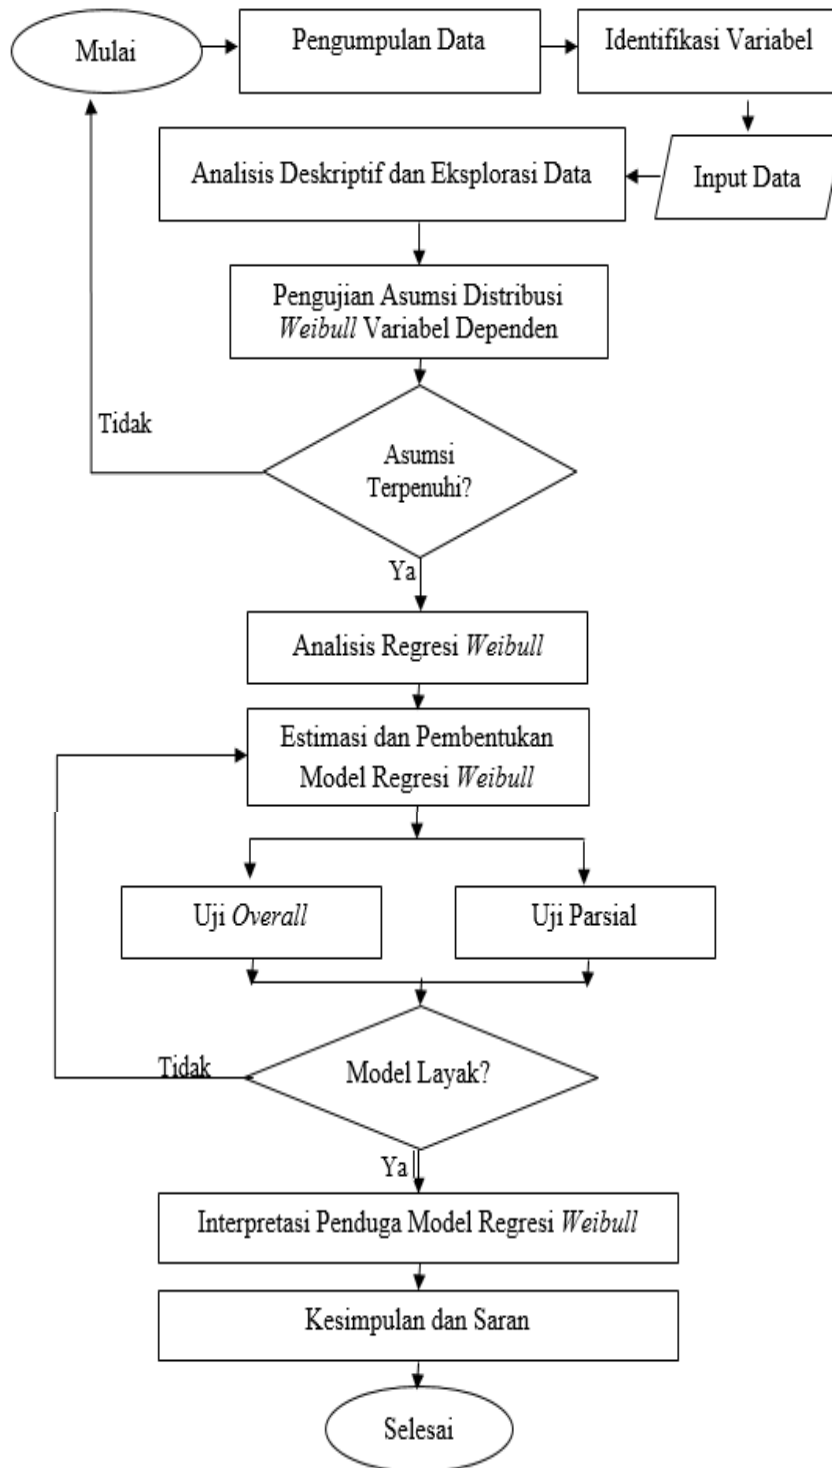 Mulai
Pengumpulan Data
Identifikasi Variabel
Input Data
Analisis Deskriptif dan Eksplorasi Data
Pengujian Asumsi Distribusi
Weibull Variabel Dependen
Asumsi
Terpenuhi?
Tidak
Ya
Analisis Regresi Weibull
Estimasi dan Pembentukan
Model Regresi Weibull
Uji Overall
Uji Parsial
Model Layak?
Tidak
Ya
Interpretasi Penduga Model Regresi Weibull
Kesimpulan dan Saran
Selesai